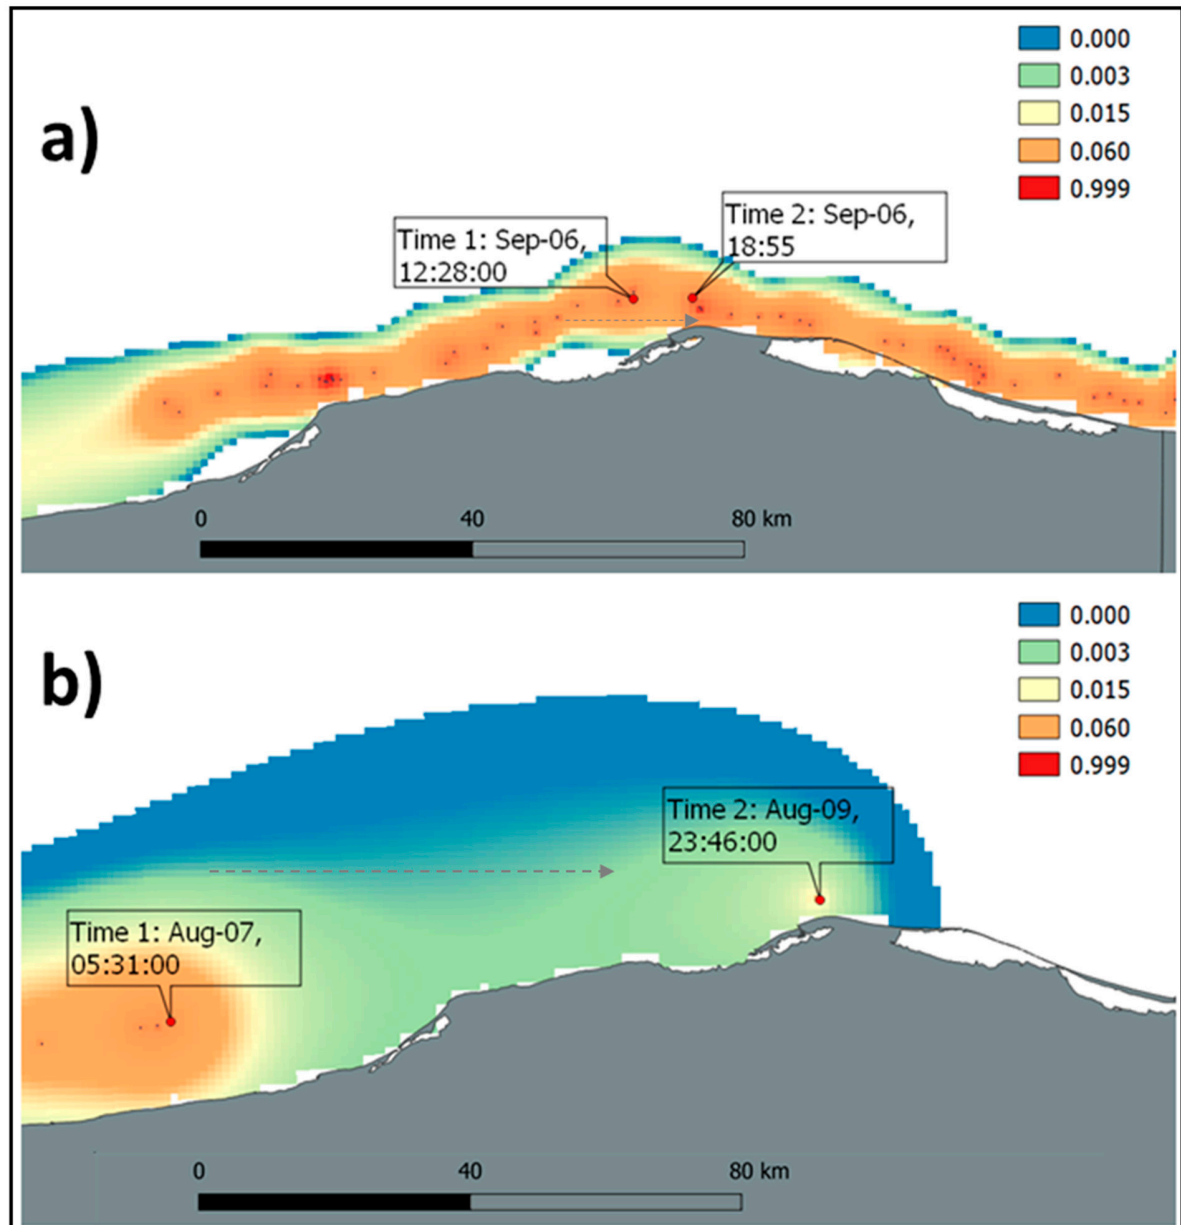 a)
0.000
0.003
0.015
0.060
0.999
Time 1: Sep-06,
12:28:00
Time 2: Sep-06,
18:55
0 40 80 km
b)
0.000
0.003
0.015
0.060
0.999
Time 2: Aug-09,
23:46:00
Time 1: Aug-07,
05:31:00
0 40 80 km